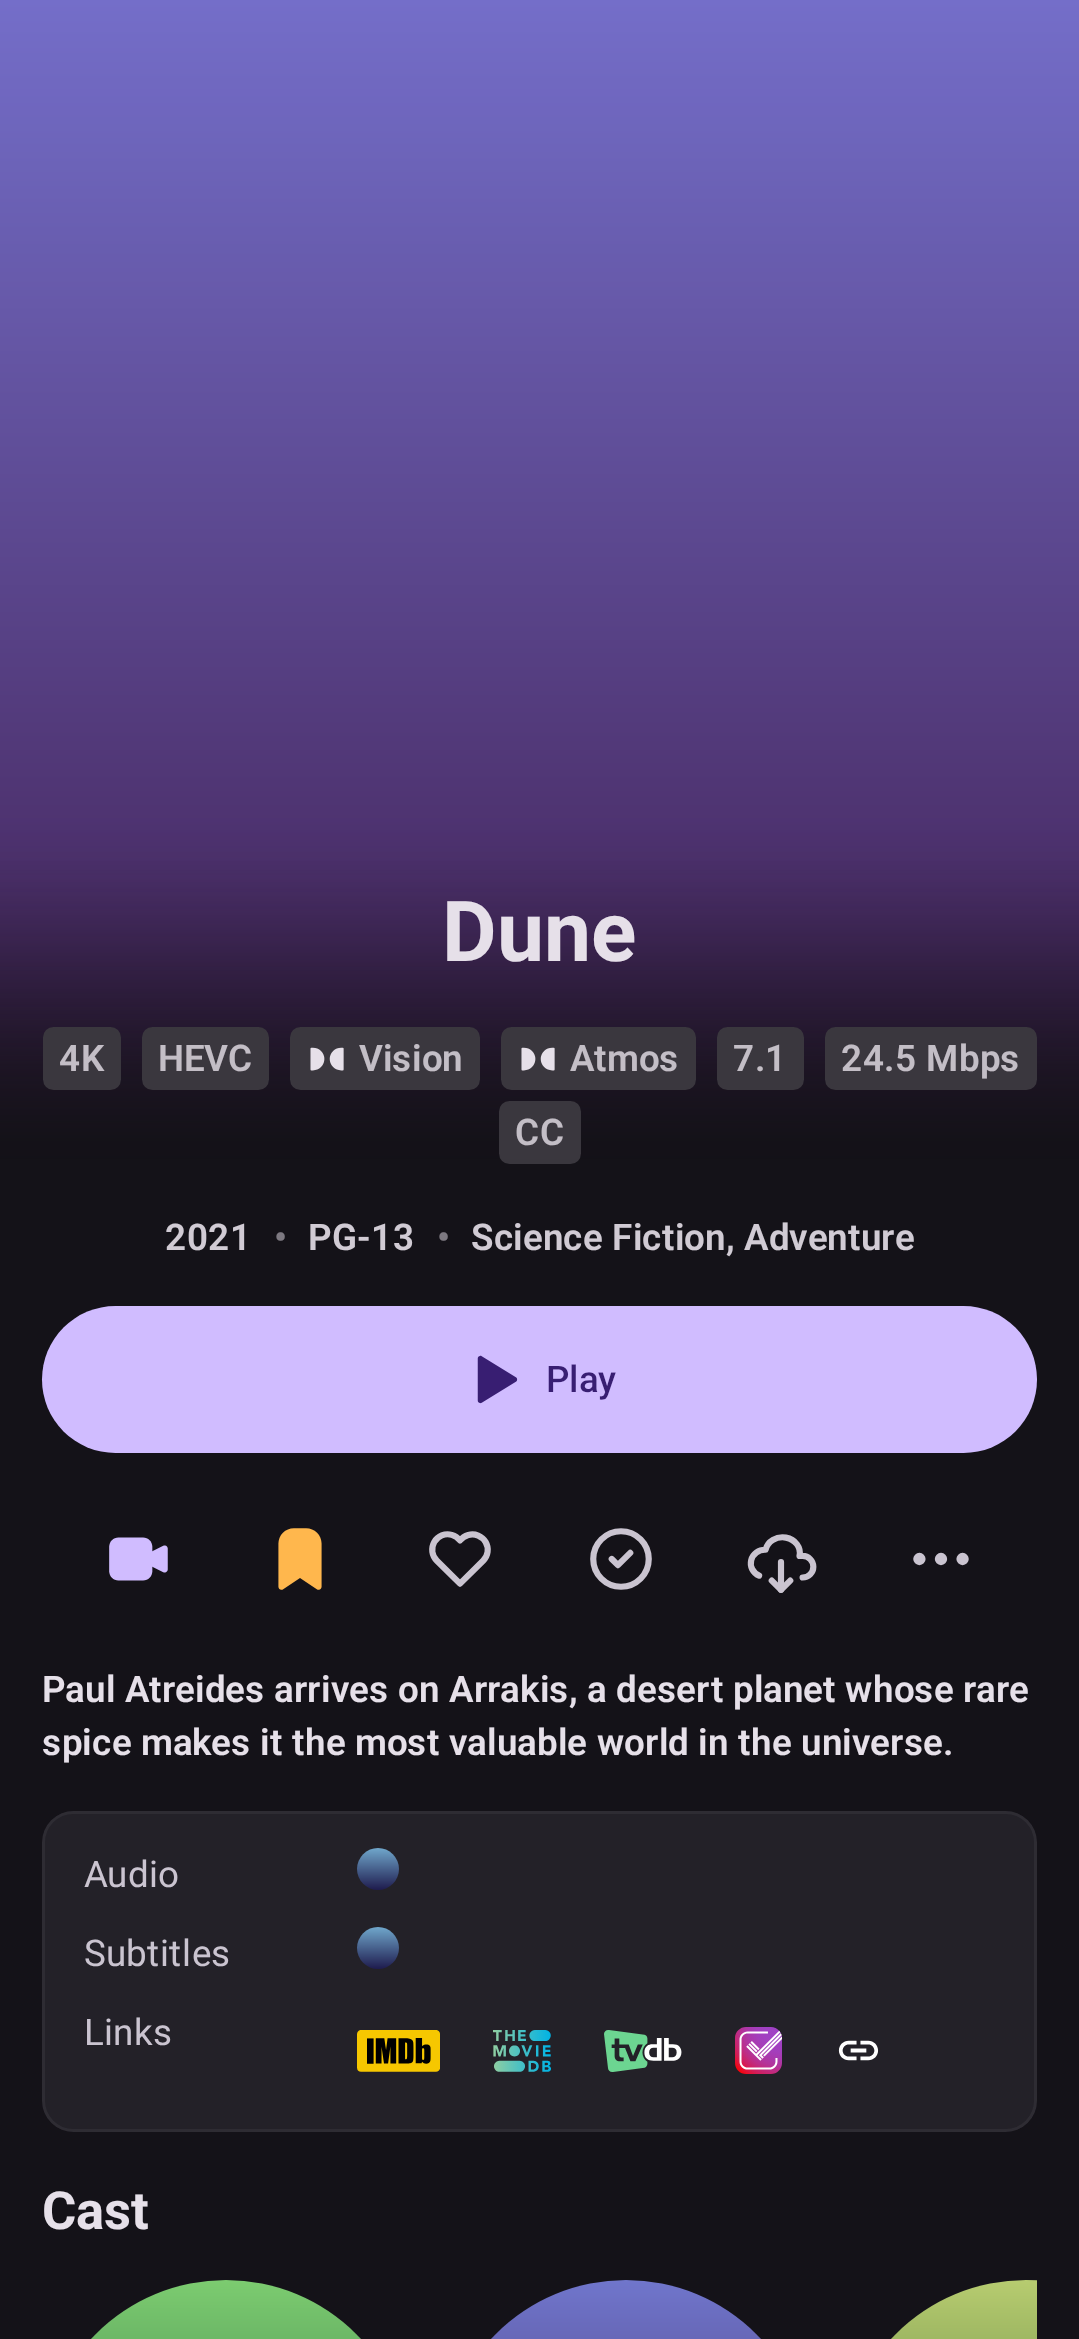 Dune
4K HEVC Vision Atmos 7.1 24.5 Mbps
CC
2021 • PG-13 • Science Fiction, Adventure
Play
Paul Atreides arrives on Arrakis, a desert planet whose rare
spice makes it the most valuable world in the universe.
Audio
Subtitles
Links
IMDb THE MOVIE DB tvdb
Cast